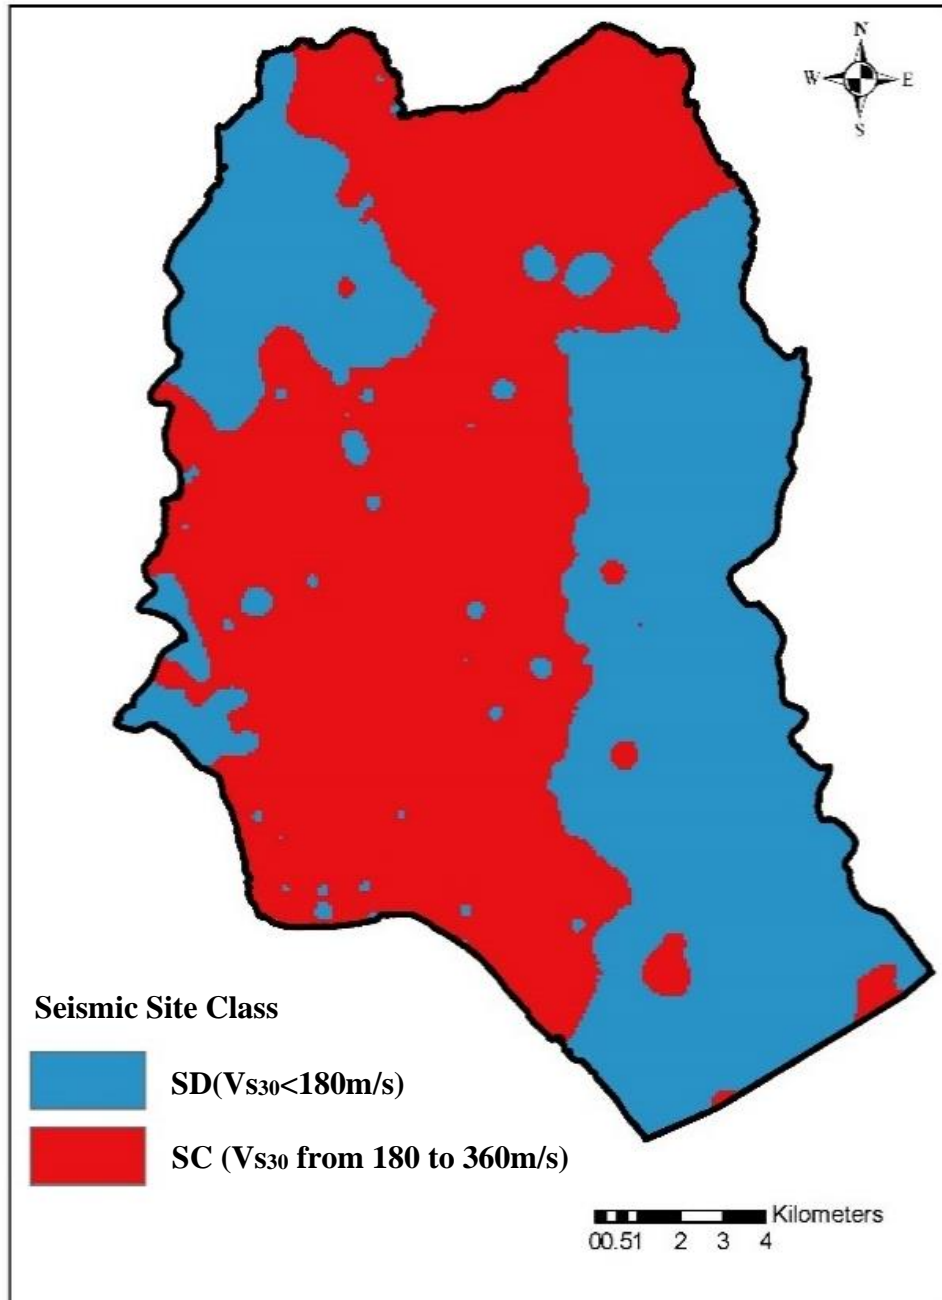 N
W E
S
Seismic Site Class
SD(Vs30<180m/s)
SC (Vs30 from 180 to 360m/s)
Kilometers
00.51 2 3 4